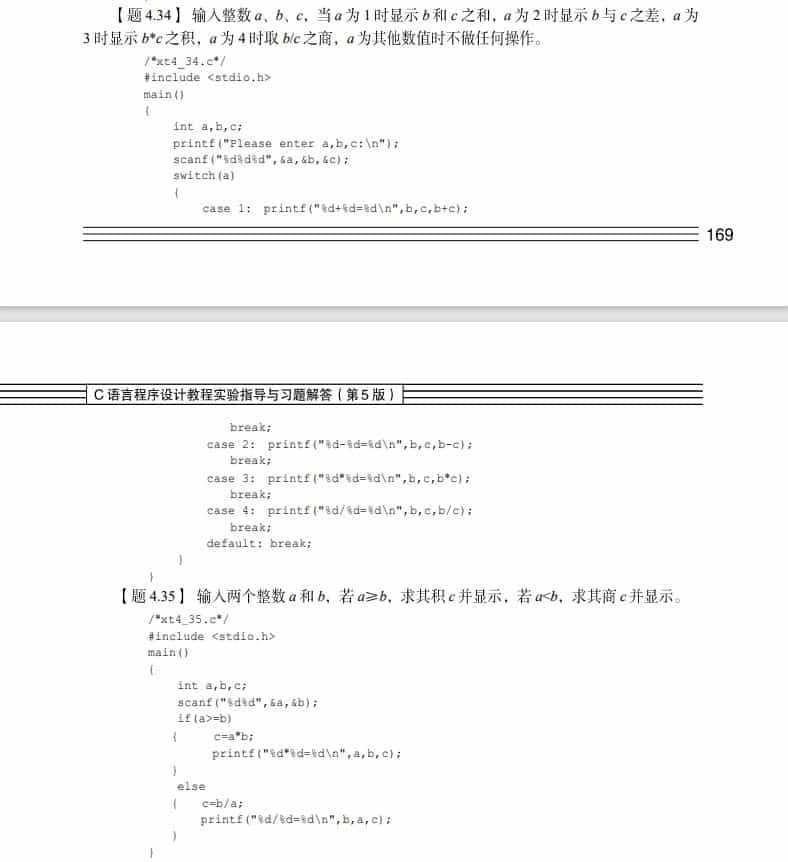 【题 4.34】 输入整数 a、b、c，当 a 为 1 时显示 b 和 c 之和，a 为 2 时显示 b 与 c 之差，a 为
3 时显示 b*c 之积，a 为 4 时取 b/c 之商，a 为其他数值时不做任何操作。
/*xt4_34.c*/
#include <stdio.h>
main()
{
int a,b,c;
printf("Please enter a,b,c:\n");
scanf("%d%d%d",&a,&b,&c);
switch(a)
{
case 1: printf("%d+%d=%d\n",b,c,b+c);
169
C 语言程序设计教程实验指导与习题解答（第 5 版）
break;
case 2: printf("%d-%d=%d\n",b,c,b-c);
break;
case 3: printf("%d*%d=%d\n",b,c,b*c);
break;
case 4: printf("%d/%d=%d\n",b,c,b/c);
break;
default: break;
}
}
【题 4.35】 输入两个整数 a 和 b，若 a≥b，求其积 c 并显示，若 a<b，求其商 c 并显示。
/*xt4_35.c*/
#include <stdio.h>
main()
{
int a,b,c;
scanf("%d%d",&a,&b);
if(a>=b)
{ c=a*b;
printf("%d*%d=%d\n",a,b,c);
}
else
{ c=b/a;
printf("%d/%d=%d\n",b,a,c);
}
}